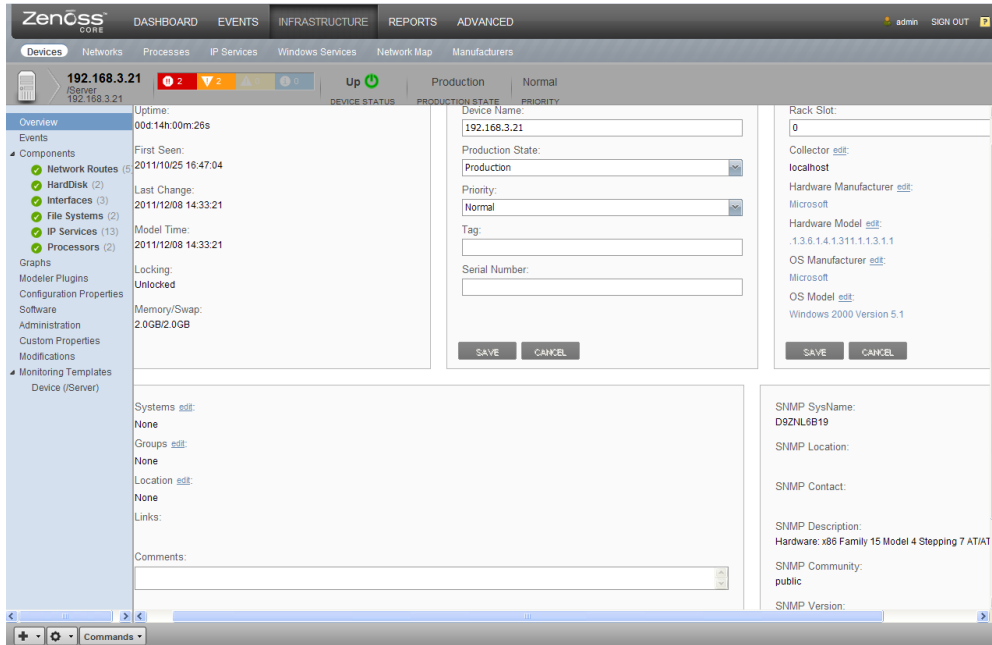 Zenoss
CORE
DASHBOARD EVENTS INFRASTRUCTURE REPORTS ADVANCED
admin SIGN OUT ?
Devices Networks Processes IP Services Windows Services Network Map Manufacturers
192.168.3.21
/Server
192.168.3.21
2 2 1 0
Up
DEVICE STATUS
Production
PRODUCTION STATE
Normal
PRIORITY
Overview
Events
Components
Network Routes (5
HardDisk (2)
Interfaces (3)
File Systems (2)
IP Services (13)
Processors (2)
Graphs
Modeler Plugins
Configuration Properties
Software
Administration
Custom Properties
Modifications
Monitoring Templates
Device (/Server)
Uptime:
00d:14h:00m:26s
First Seen:
2011/10/25 16:47:04
Last Change:
2011/12/08 14:33:21
Model Time:
2011/12/08 14:33:21
Locking:
Unlocked
Memory/Swap:
2.0GB/2.0GB
Device Name:
192.168.3.21
Production State:
Production
Priority:
Normal
Tag:
Serial Number:
SAVE CANCEL
Rack Slot:
0
Collector edit:
localhost
Hardware Manufacturer edit:
Microsoft
Hardware Model edit:
.1.3.6.1.4.1.311.1.1.3.1.1
OS Manufacturer edit:
Microsoft
OS Model edit:
Windows 2000 Version 5.1
SAVE CANCEL
Systems edit:
None
Groups edit:
None
Location edit:
None
Links:
Comments:
SNMP SysName:
D9ZNL6B19
SNMP Location:
SNMP Contact:
SNMP Description:
Hardware: x86 Family 15 Model 4 Stepping 7 AT/AT
SNMP Community:
public
SNMP Version:
Commands